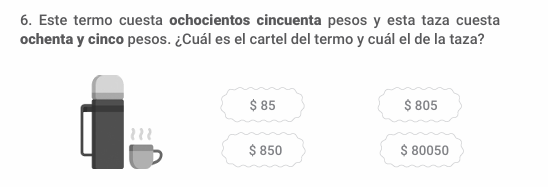 6. Este termo cuesta ochocientos cincuenta pesos y esta taza cuesta
ochenta y cinco pesos. ¿Cuál es el cartel del termo y cuál el de la taza?
$ 85
$ 805
$ 850
$ 80050